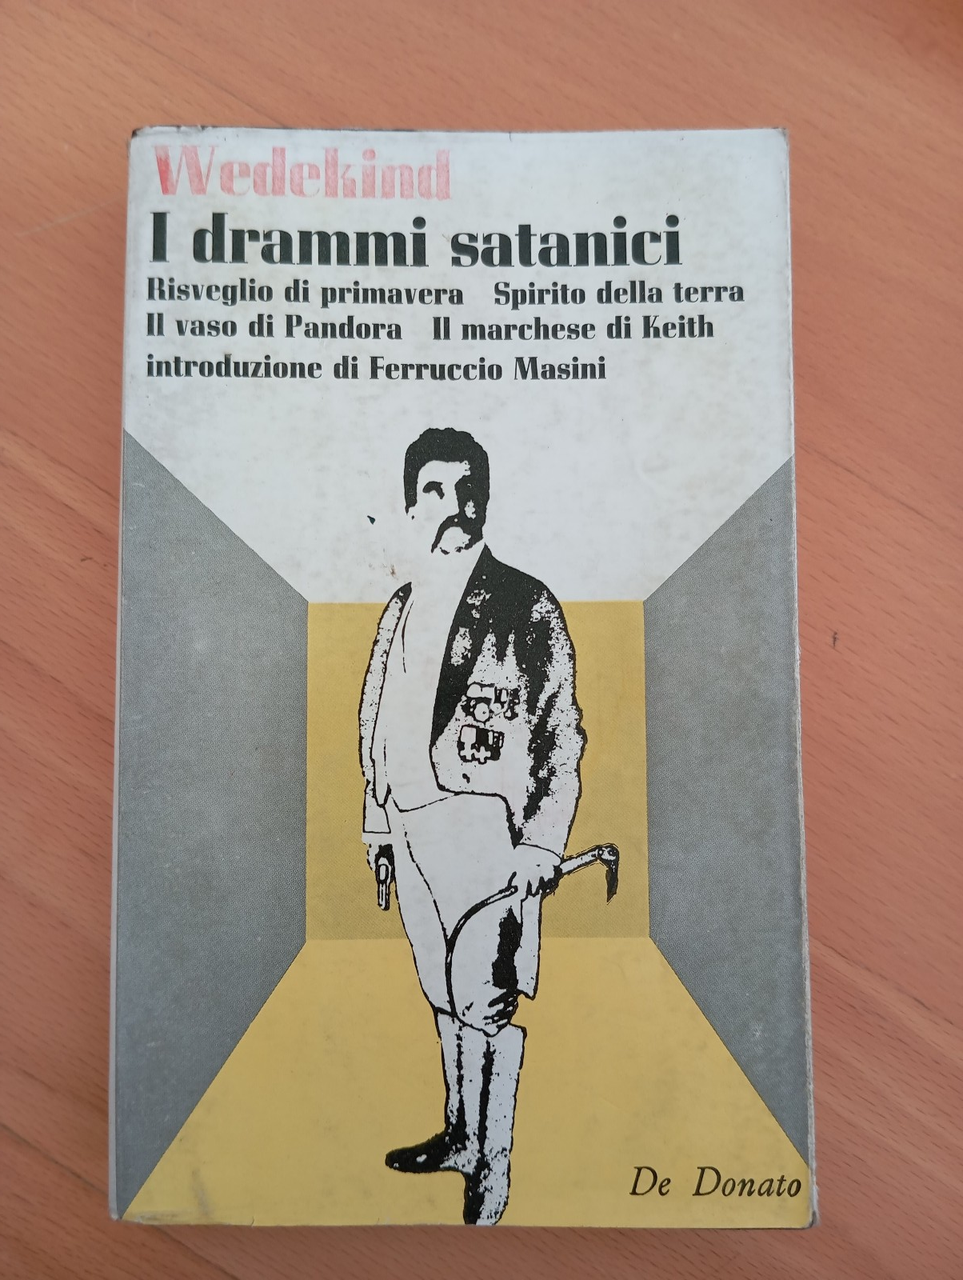 Wedekind
I drammi satanici
Risveglio di primavera Spirito della terra
Il vaso di Pandora Il marchese di Keith
introduzione di Ferruccio Masini
De Donato